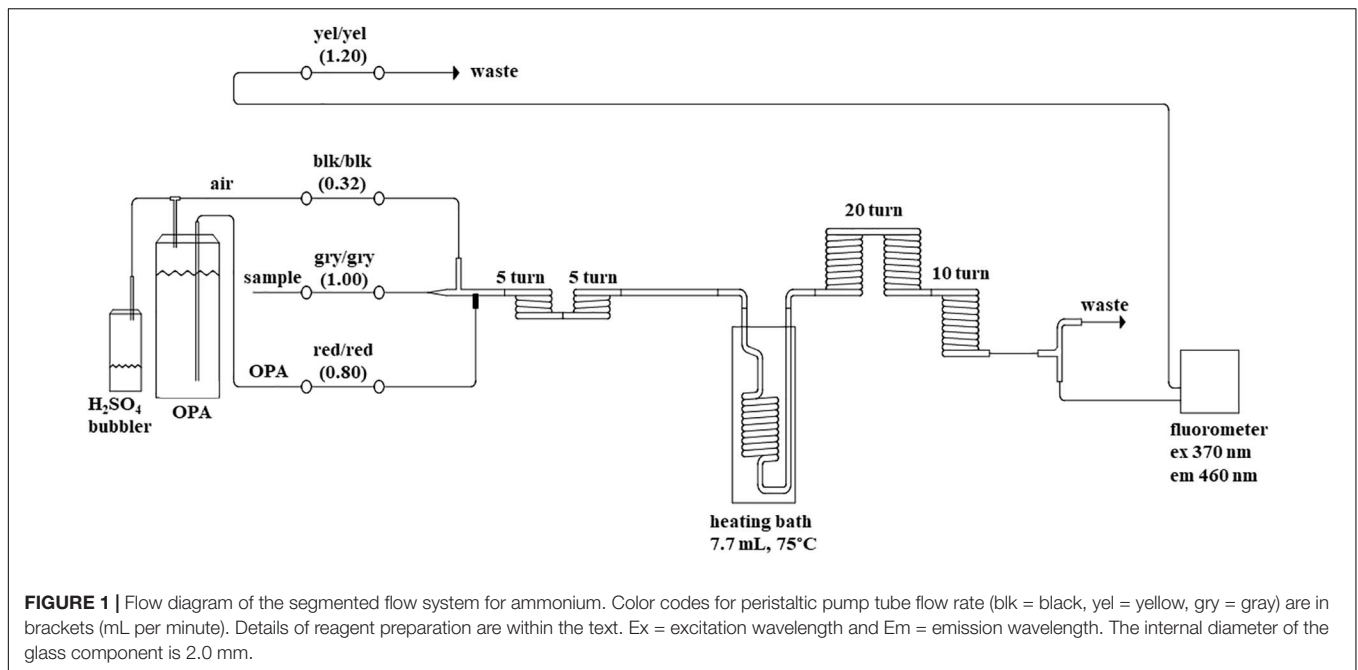 yel/yel
(1.20)
waste
blk/blk
(0.32)
air
gry/gry
(1.00)
sample
red/red
(0.80)
OPA
H₂SO₄
bubbler
OPA
5 turn
5 turn
20 turn
10 turn
waste
heating bath
7.7 mL, 75°C
fluorometer
ex 370 nm
em 460 nm
FIGURE 1 | Flow diagram of the segmented flow system for ammonium. Color codes for peristaltic pump tube flow rate (blk = black, yel = yellow, gry = gray) are in
brackets (mL per minute). Details of reagent preparation are within the text. Ex = excitation wavelength and Em = emission wavelength. The internal diameter of the
glass component is 2.0 mm.